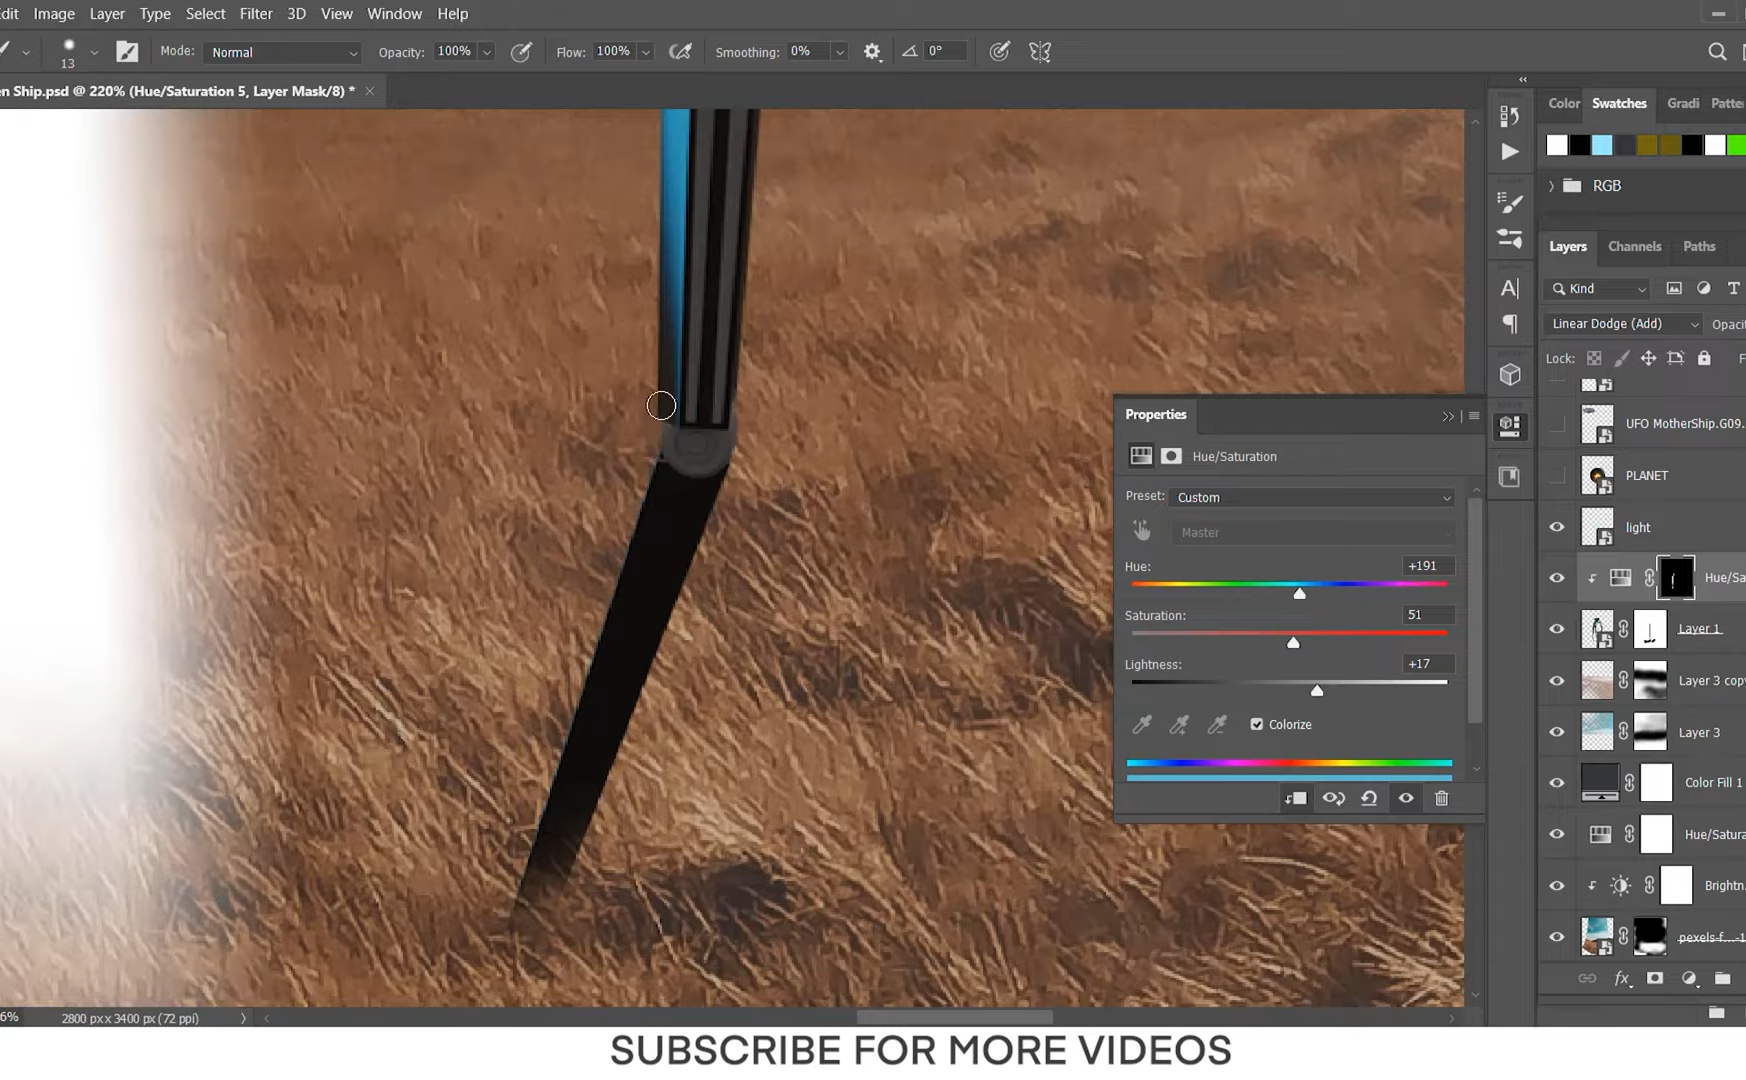 Edit Image Layer Type Select Filter 3D View Window Help
13 Mode: Normal Opacity: 100% Flow: 100% Smoothing: 0% 0°
en Ship.psd @ 220% (Hue/Saturation 5, Layer Mask/8) *
Color Swatches Gradi Patte
RGB
Layers Channels Paths
Kind
Linear Dodge (Add) Opaci
Lock: F
UFO MotherShip.G09.
PLANET
light
Hue/Sa
Layer 1
Layer 3 copy
Layer 3
Color Fill 1
Hue/Satura
Brightn.
pexels-f...-1
Properties
Hue/Saturation
Preset: Custom
Master
Hue: +191
Saturation: 51
Lightness: +17
Colorize
6% 2800 px x 3400 px (72 ppi)
SUBSCRIBE FOR MORE VIDEOS